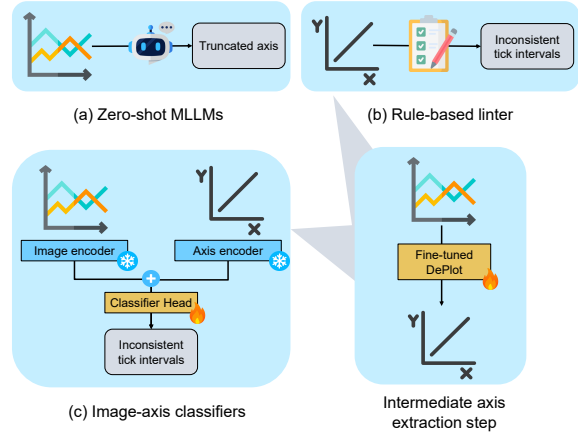 Truncated axis
(a) Zero-shot MLLMs
Y
X
Inconsistent
tick intervals
(b) Rule-based linter
Image encoder
Y
X
Axis encoder
Classifier Head
Inconsistent
tick intervals
(c) Image-axis classifiers
Fine-tuned
DePlot
Y
X
Intermediate axis
extraction step